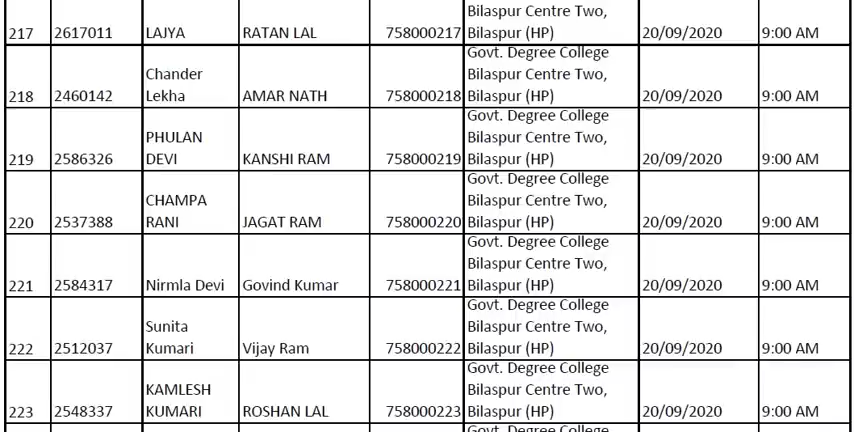 Bilaspur Centre Two,
217 2617011 LAJYA RATAN LAL 758000217 Bilaspur (HP) 20/09/2020 9:00 AM
Govt. Degree College
Chander Bilaspur Centre Two,
218 2460142 Lekha AMAR NATH 758000218 Bilaspur (HP) 20/09/2020 9:00 AM
Govt. Degree College
PHULAN Bilaspur Centre Two,
219 2586326 DEVI KANSHI RAM 758000219 Bilaspur (HP) 20/09/2020 9:00 AM
Govt. Degree College
CHAMPA Bilaspur Centre Two,
220 2537388 RANI JAGAT RAM 758000220 Bilaspur (HP) 20/09/2020 9:00 AM
Govt. Degree College
Bilaspur Centre Two,
221 2584317 Nirmla Devi Govind Kumar 758000221 Bilaspur (HP) 20/09/2020 9:00 AM
Govt. Degree College
Sunita Bilaspur Centre Two,
222 2512037 Kumari Vijay Ram 758000222 Bilaspur (HP) 20/09/2020 9:00 AM
Govt. Degree College
KAMLESH Bilaspur Centre Two,
223 2548337 KUMARI ROSHAN LAL 758000223 Bilaspur (HP) 20/09/2020 9:00 AM
Govt. Degree College